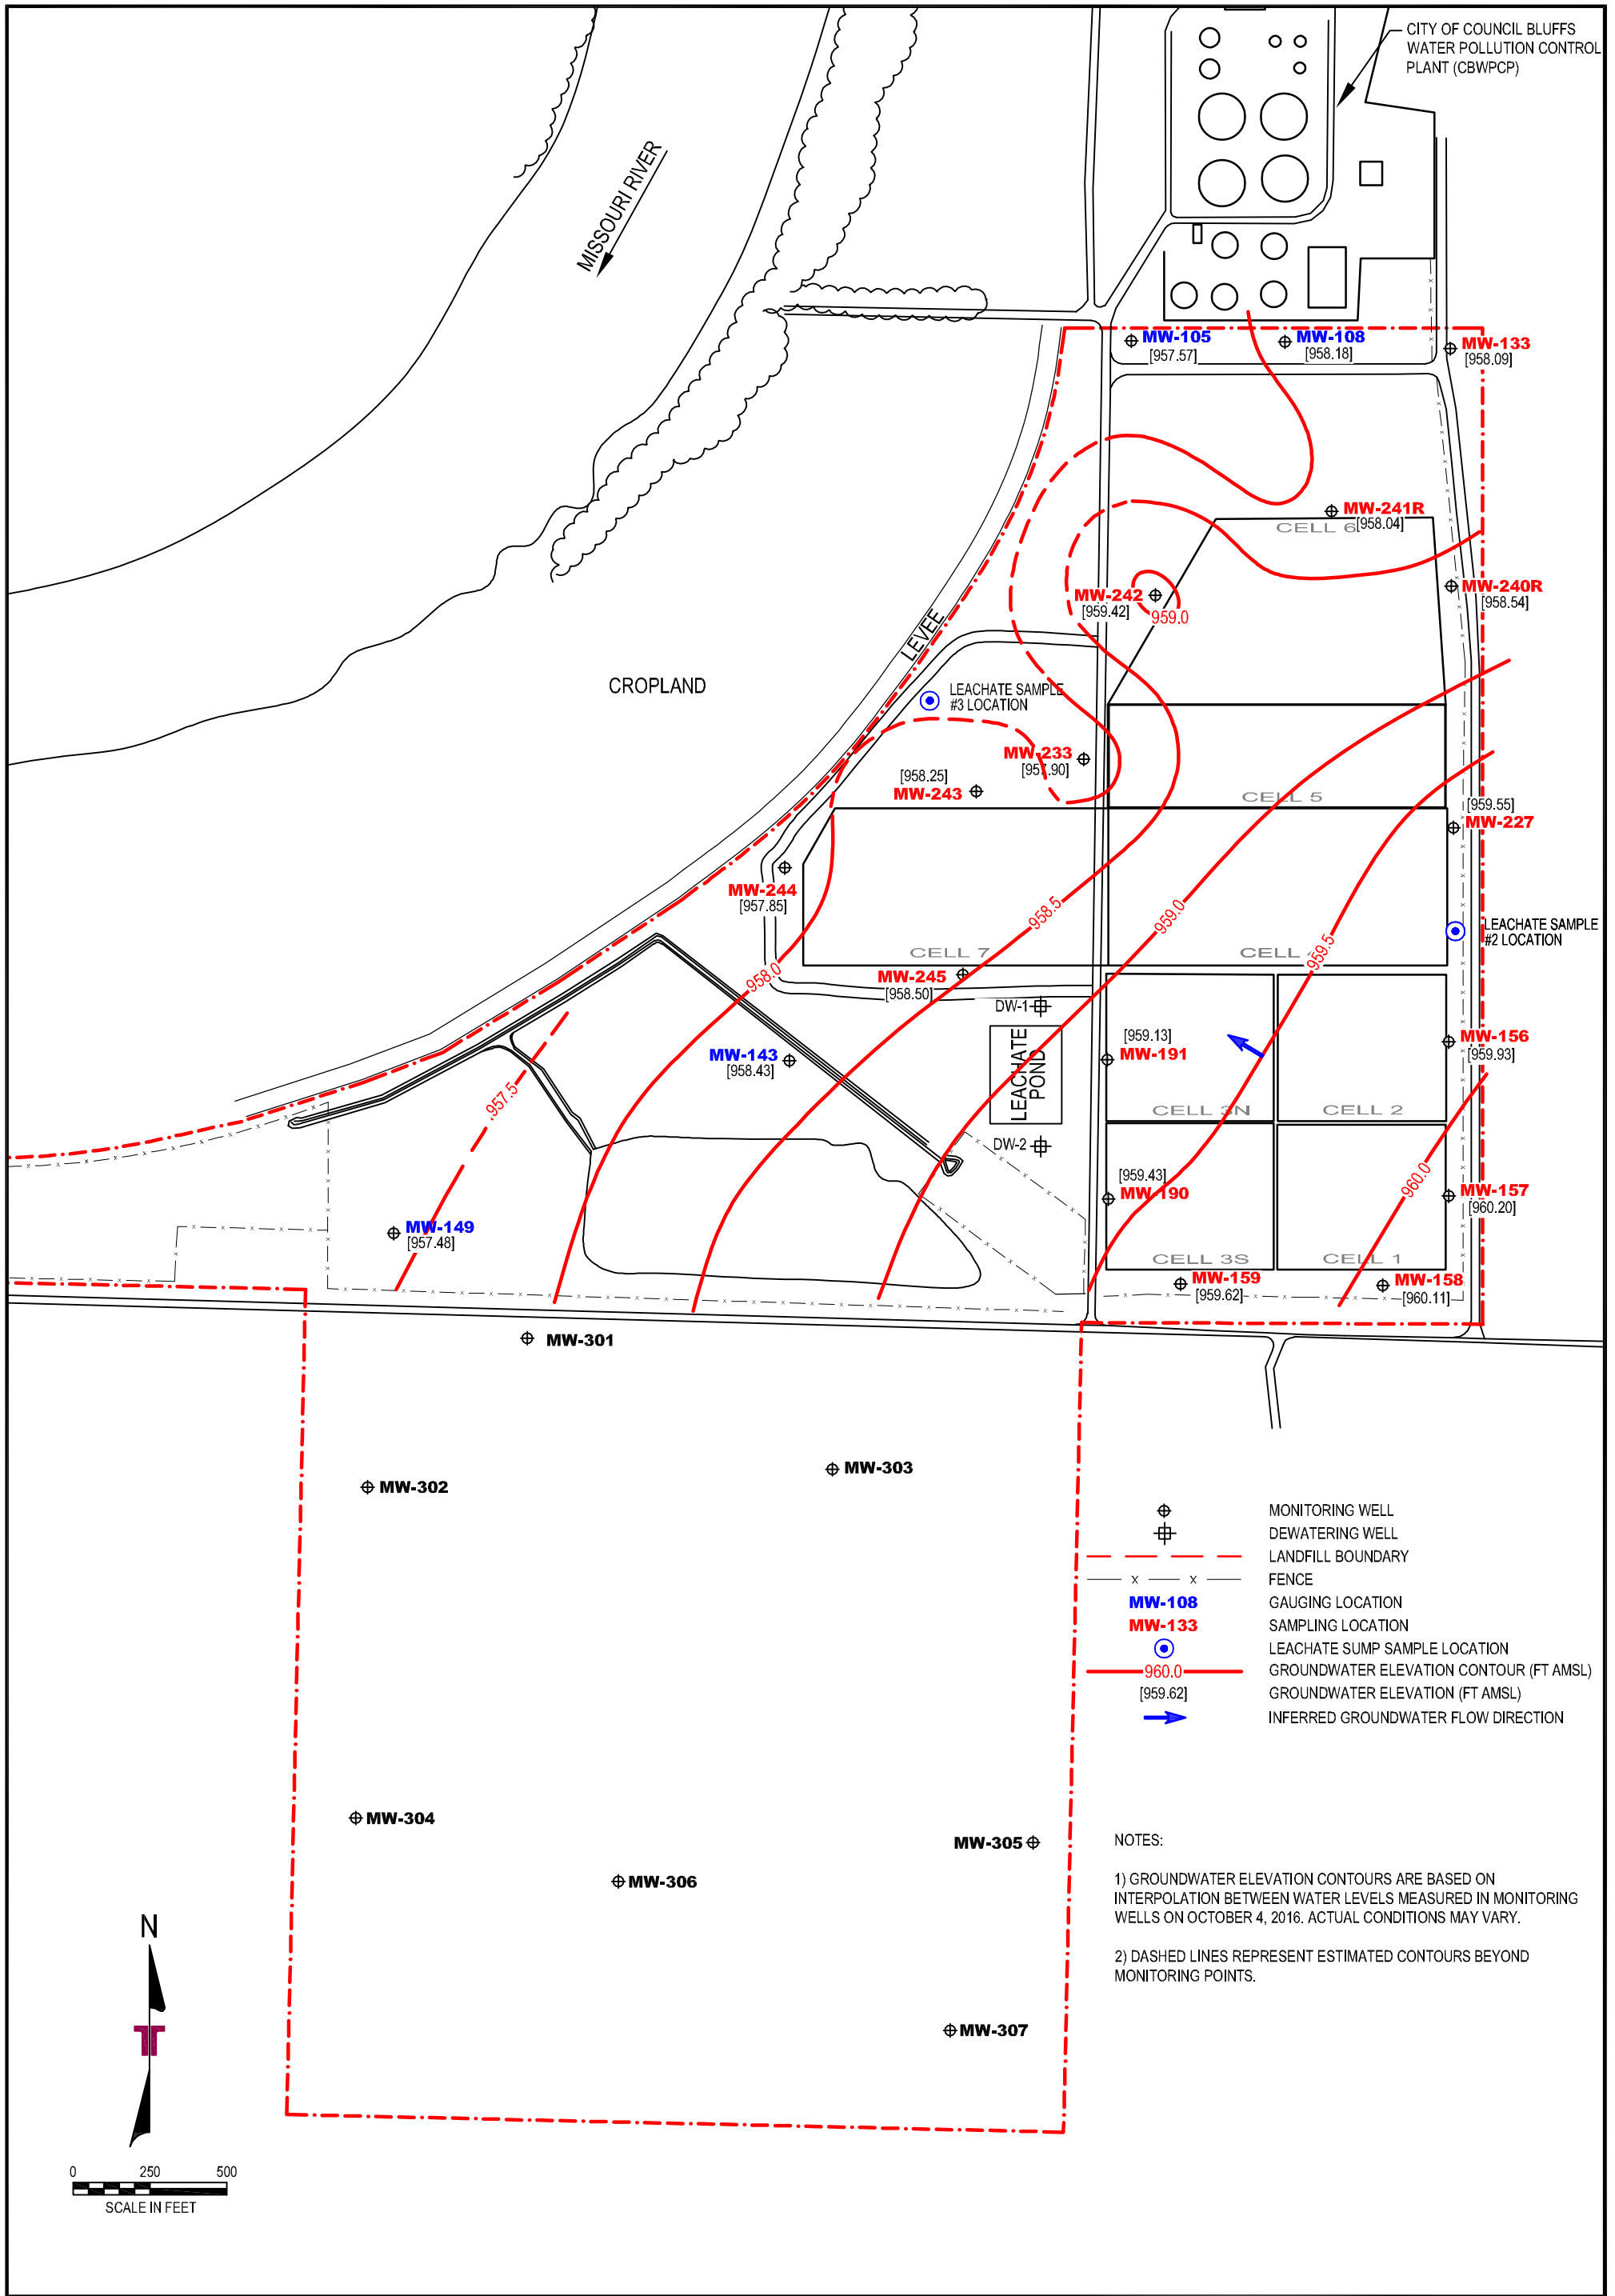 CITY OF COUNCIL BLUFFS
WATER POLLUTION CONTROL
PLANT (CBWPCP)
MISSOURI RIVER
MW-105
[957.57]
MW-108
[958.18]
MW-133
[958.09]
MW-241R
[958.04]
CELL 6
MW-240R
[958.54]
MW-242
[959.42]
959.0
LEVEE
CROPLAND
LEACHATE SAMPLE
#3 LOCATION
MW-233
[957.90]
[958.25]
MW-243
CELL 5
[959.55]
MW-227
MW-244
[957.85]
958.5
959.0
959.5
LEACHATE SAMPLE
#2 LOCATION
CELL 7
CELL
958.0
MW-245
[958.50]
DW-1
LEACHATE
POND
DW-2
[959.13]
MW-191
MW-156
[959.93]
MW-143
[958.43]
957.5
CELL 3N
CELL 2
[959.43]
MW-190
960.0
MW-157
[960.20]
MW-149
[957.48]
CELL 3S
CELL 1
MW-159
[959.62]
MW-158
[960.11]
MW-301
MW-302
MW-303
MW-304
MW-305
MW-306
MW-307
MONITORING WELL
DEWATERING WELL
LANDFILL BOUNDARY
x x FENCE
MW-108 GAUGING LOCATION
MW-133 SAMPLING LOCATION
LEACHATE SUMP SAMPLE LOCATION
960.0 GROUNDWATER ELEVATION CONTOUR (FT AMSL)
[959.62] GROUNDWATER ELEVATION (FT AMSL)
INFERRED GROUNDWATER FLOW DIRECTION
NOTES:
1) GROUNDWATER ELEVATION CONTOURS ARE BASED ON
INTERPOLATION BETWEEN WATER LEVELS MEASURED IN MONITORING
WELLS ON OCTOBER 4, 2016. ACTUAL CONDITIONS MAY VARY.
2) DASHED LINES REPRESENT ESTIMATED CONTOURS BEYOND
MONITORING POINTS.
N
0 250 500
SCALE IN FEET